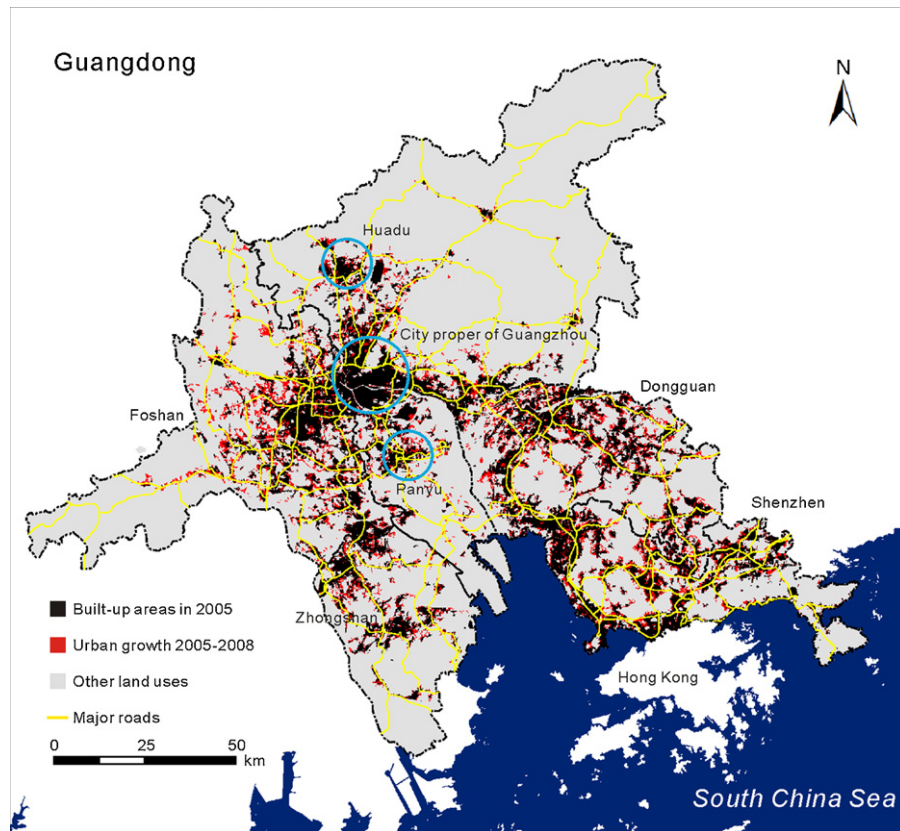 Guangdong
N
Huadu
City proper of Guangzhou
Dongguan
Foshan
Panyu
Shenzhen
Built-up areas in 2005
Zhongshan
Urban growth 2005-2008
Hong Kong
Other land uses
Major roads
0 25 50
km
South China Sea